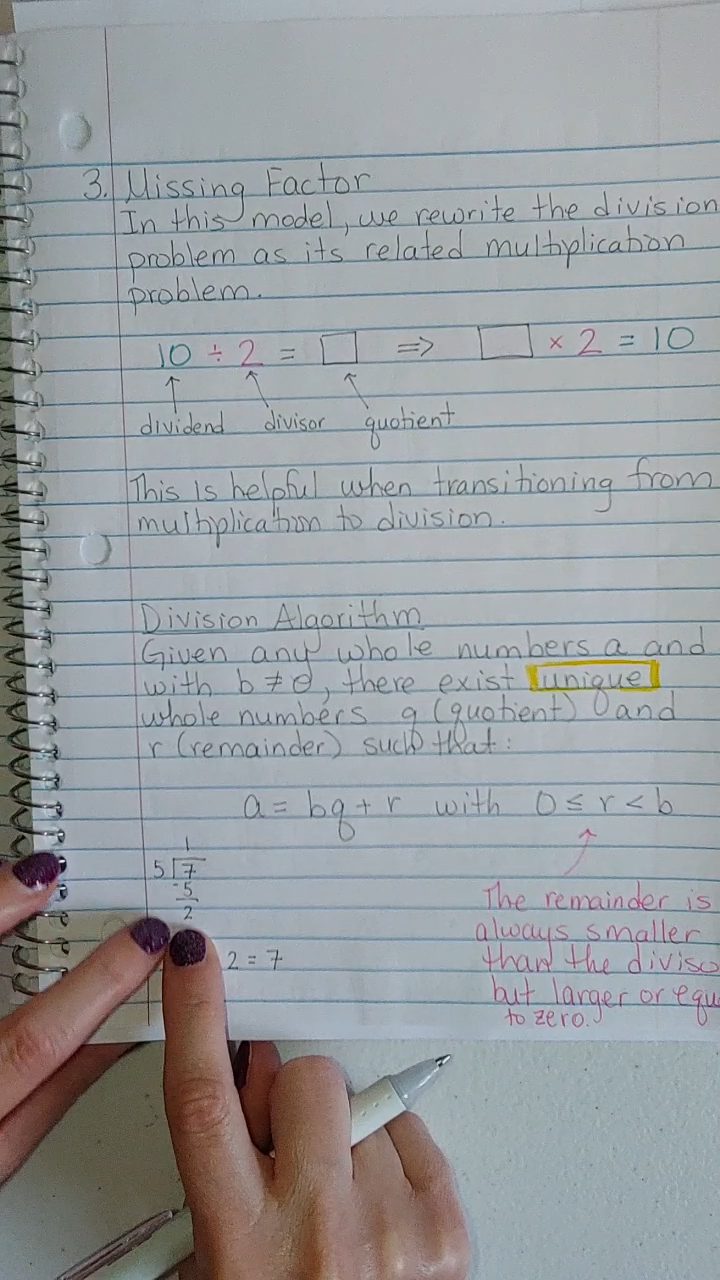 3. Missing Factor
In this model, we rewrite the division
problem as its related multiplication
problem.
10 ÷ 2 = □ ⇒ □ × 2 = 10
dividend divisor quotient
This is helpful when transitioning from
multiplication to division.
Division Algorithm
Given any whole numbers a and
with b ≠ 0, there exist unique
whole numbers q (quotient) and
r (remainder) such that:
a = bq + r with 0 ≤ r < b
1
5 7
-5
2
2 = 7
The remainder is
always smaller
than the diviso
but larger or equ
to zero.